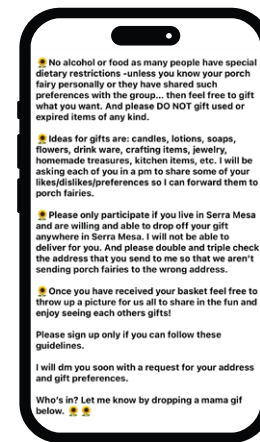 🌻No alcohol or food as many people have special
dietary restrictions -unless you know your porch
fairy personally or they have shared such
preferences with the group... then feel free to gift
what you want. And please DO NOT gift used or
expired items of any kind.
🌻Ideas for gifts are: candles, lotions, soaps,
flowers, drink ware, crafting items, jewelry,
homemade treasures, kitchen items, etc. I will be
asking each of you in a pm to share some of your
likes/dislikes/preferences so I can forward them to
porch fairies.
🌻Please only participate if you live in Serra Mesa
and are willing and able to drop off your gift
anywhere in Serra Mesa. I will not be able to
deliver for you. And please double and triple check
the address that you send to me so that we aren't
sending porch fairies to the wrong address.
🌻Once you have received your basket feel free to
throw up a picture for us all to share in the fun and
enjoy seeing each others gifts!
Please sign up only if you can follow these
guidelines.
I will dm you soon with a request for your address
and gift preferences.
Who's in? Let me know by dropping a mama gif
below. 🌻🌻